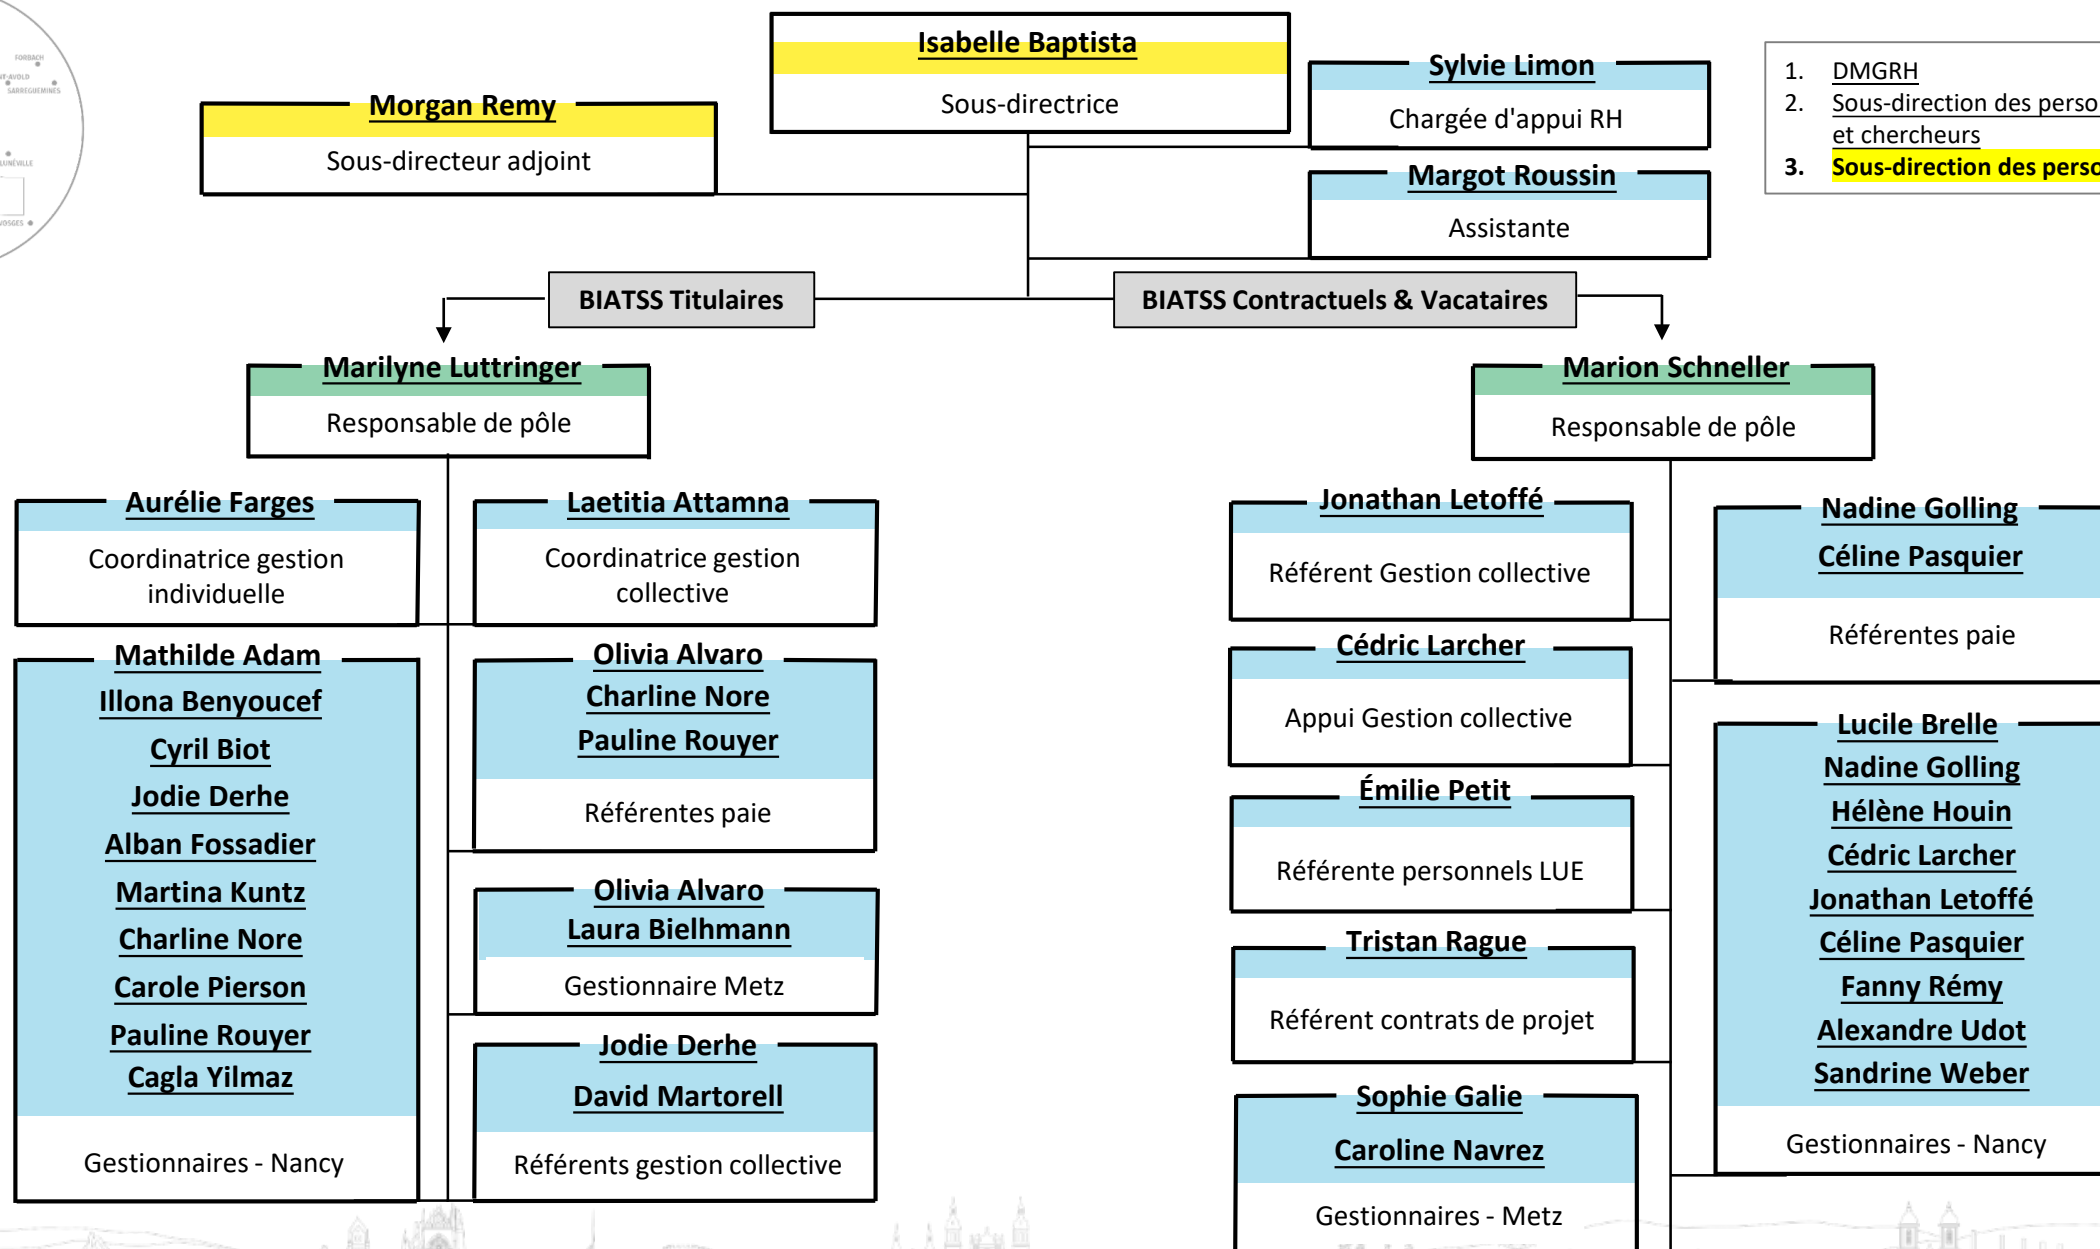 FORBACH
SARREGUEMINES
LUNÉVILLE
Isabelle Baptista
Sous-directrice
Morgan Remy
Sous-directeur adjoint
Sylvie Limon
Chargée d'appui RH
Margot Roussin
Assistante
1. DMGRH
2. Sous-direction des perso
et chercheurs
3. Sous-direction des perso
BIATSS Titulaires
BIATSS Contractuels & Vacataires
Marilyne Luttringer
Responsable de pôle
Marion Schneller
Responsable de pôle
Aurélie Farges
Coordinatrice gestion
individuelle
Laetitia Attamna
Coordinatrice gestion
collective
Mathilde Adam
Illona Benyoucef
Cyril Biot
Jodie Derhe
Alban Fossadier
Martina Kuntz
Charline Nore
Carole Pierson
Pauline Rouyer
Cagla Yilmaz
Gestionnaires - Nancy
Olivia Alvaro
Charline Nore
Pauline Rouyer
Référentes paie
Olivia Alvaro
Laura Bielhmann
Gestionnaire Metz
Jodie Derhe
David Martorell
Référents gestion collective
Jonathan Letoffé
Référent Gestion collective
Cédric Larcher
Appui Gestion collective
Émilie Petit
Référente personnels LUE
Tristan Rague
Référent contrats de projet
Sophie Galie
Caroline Navrez
Gestionnaires - Metz
Nadine Golling
Céline Pasquier
Référentes paie
Lucile Brelle
Nadine Golling
Hélène Houin
Cédric Larcher
Jonathan Letoffé
Céline Pasquier
Fanny Rémy
Alexandre Udot
Sandrine Weber
Gestionnaires - Nancy